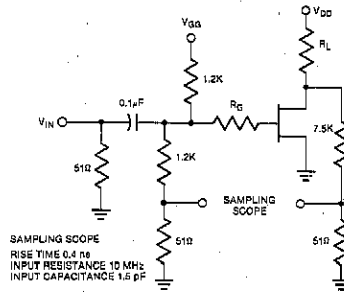 VGG
VDD
RL
1.2K
0.1µF
RG
VIN
7.5K
1.2K
51Ω
SAMPLING
SCOPE
51Ω
51Ω
SAMPLING SCOPE
RISE TIME 0.4 ns
INPUT RESISTANCE 10 MHz
INPUT CAPACITANCE 1.5 pF